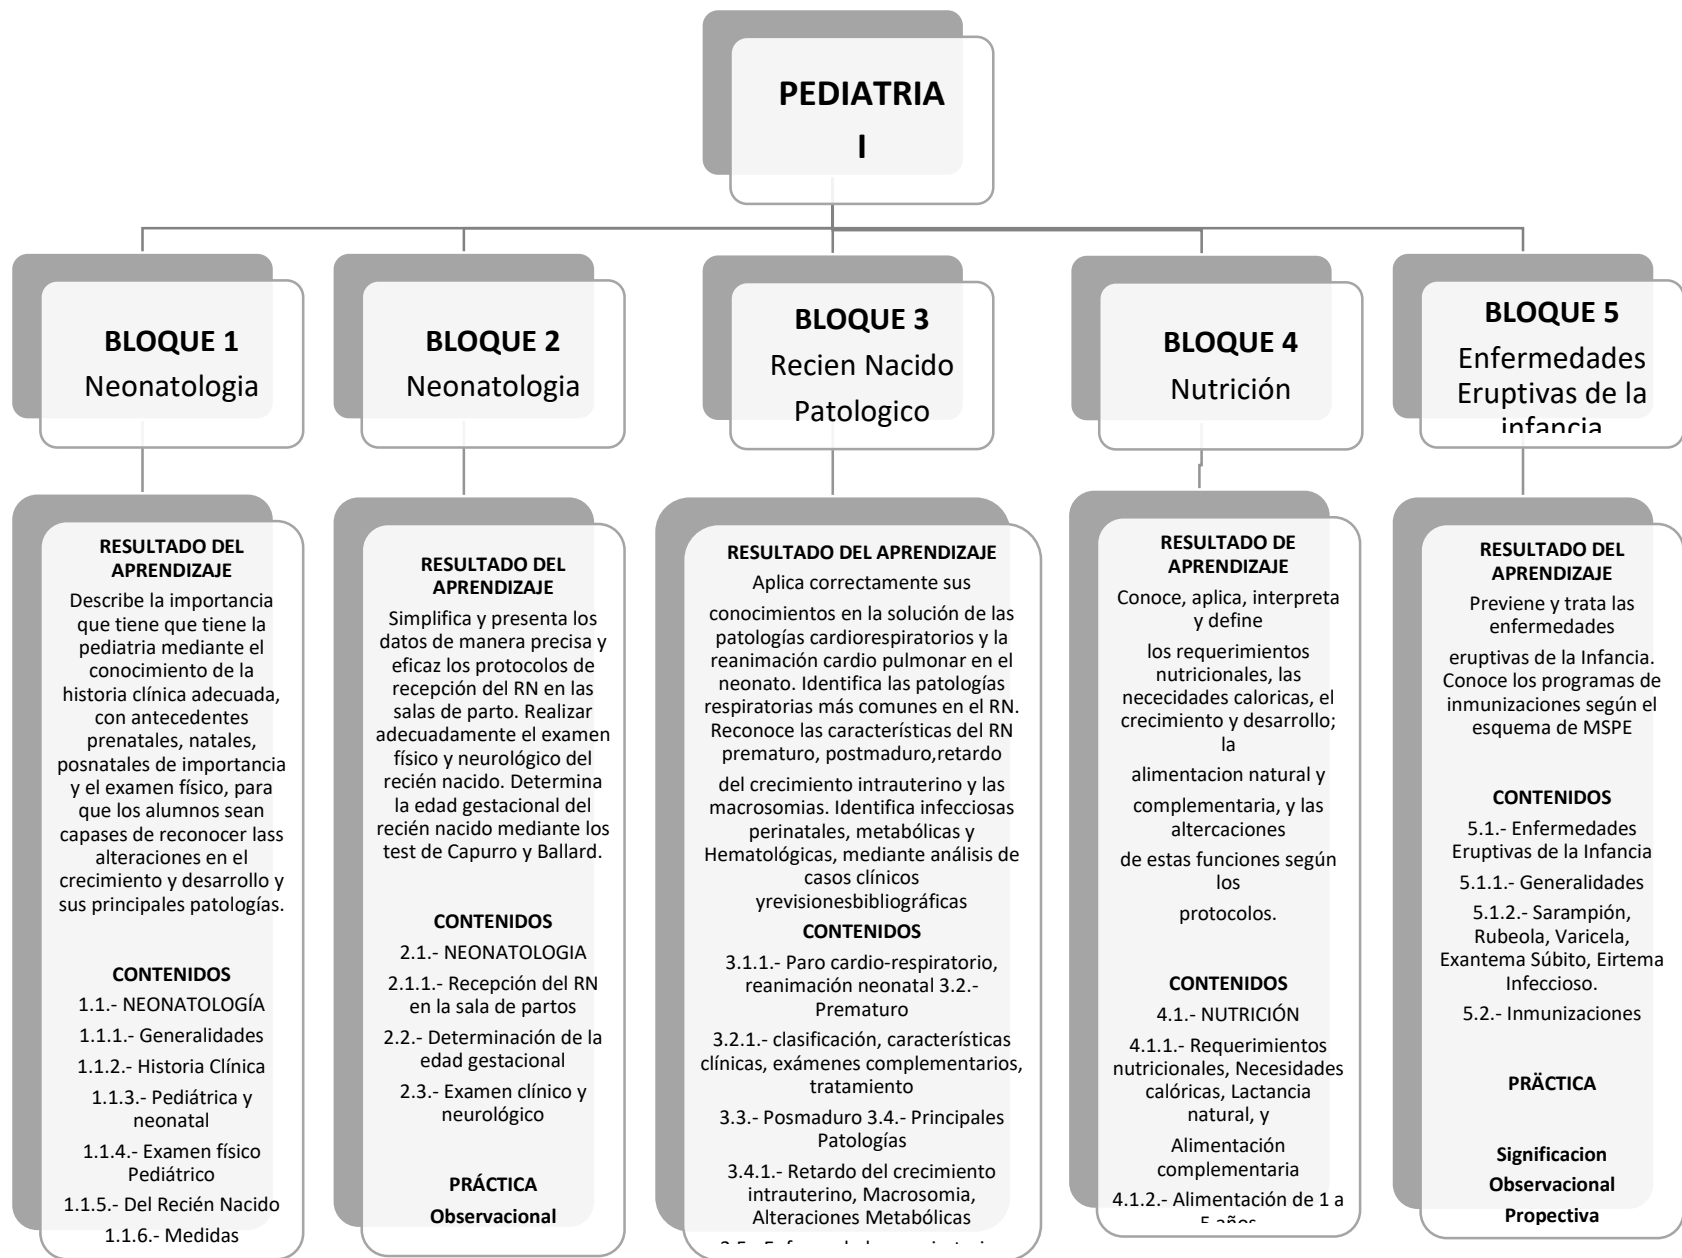 PEDIATRIA
I
BLOQUE 1
Neonatologia
BLOQUE 2
Neonatologia
BLOQUE 3
Recien Nacido
Patologico
BLOQUE 4
Nutrición
BLOQUE 5
Enfermedades
Eruptivas de la
infancia
RESULTADO DEL
APRENDIZAJE
Describe la importancia
que tiene que tiene la
pediatria mediante el
conocimiento de la
historia clínica adecuada,
con antecedentes
prenatales, natales,
posnatales de importancia
y el examen físico, para
que los alumnos sean
capases de reconocer lass
alteraciones en el
crecimiento y desarrollo y
sus principales patologías.
CONTENIDOS
1.1.- NEONATOLOGÍA
1.1.1.- Generalidades
1.1.2.- Historia Clínica
1.1.3.- Pediátrica y
neonatal
1.1.4.- Examen físico
Pediátrico
1.1.5.- Del Recién Nacido
1.1.6.- Medidas
RESULTADO DEL
APRENDIZAJE
Simplifica y presenta los
datos de manera precisa y
eficaz los protocolos de
recepción del RN en las
salas de parto. Realizar
adecuadamente el examen
físico y neurológico del
recién nacido. Determina
la edad gestacional del
recién nacido mediante los
test de Capurro y Ballard.
CONTENIDOS
2.1.- NEONATOLOGIA
2.1.1.- Recepción del RN
en la sala de partos
2.2.- Determinación de la
edad gestacional
2.3.- Examen clínico y
neurológico
PRÁCTICA
Observacional
RESULTADO DEL APRENDIZAJE
Aplica correctamente sus
conocimientos en la solución de las
patologías cardiorespiratorios y la
reanimación cardio pulmonar en el
neonato. Identifica las patologías
respiratorias más comunes en el RN.
Reconoce las características del RN
prematuro, postmaduro,retardo
del crecimiento intrauterino y las
macrosomias. Identifica infecciosas
perinatales, metabólicas y
Hematológicas, mediante análisis de
casos clínicos
yrevisionesbibliográficas
CONTENIDOS
3.1.1.- Paro cardio-respiratorio,
reanimación neonatal 3.2.-
Prematuro
3.2.1.- clasificación, características
clínicas, exámenes complementarios,
tratamiento
3.3.- Posmaduro 3.4.- Principales
Patologías
3.4.1.- Retardo del crecimiento
intrauterino, Macrosomia,
Alteraciones Metabólicas
RESULTADO DE
APRENDIZAJE
Conoce, aplica, interpreta
y define
los requerimientos
nutricionales, las
nececidades caloricas, el
crecimiento y desarrollo;
la
alimentacion natural y
complementaria, y las
altercaciones
de estas funciones según
los
protocolos.
CONTENIDOS
4.1.- NUTRICIÓN
4.1.1.- Requerimientos
nutricionales, Necesidades
calóricas, Lactancia
natural, y
Alimentación
complementaria
4.1.2.- Alimentación de 1 a
5 años
RESULTADO DEL
APRENDIZAJE
Previene y trata las
enfermedades
eruptivas de la Infancia.
Conoce los programas de
inmunizaciones según el
esquema de MSPE
CONTENIDOS
5.1.- Enfermedades
Eruptivas de la Infancia
5.1.1.- Generalidades
5.1.2.- Sarampión,
Rubeola, Varicela,
Exantema Súbito, Eirtema
Infeccioso.
5.2.- Inmunizaciones
PRÄCTICA
Significacion
Observacional
Propectiva